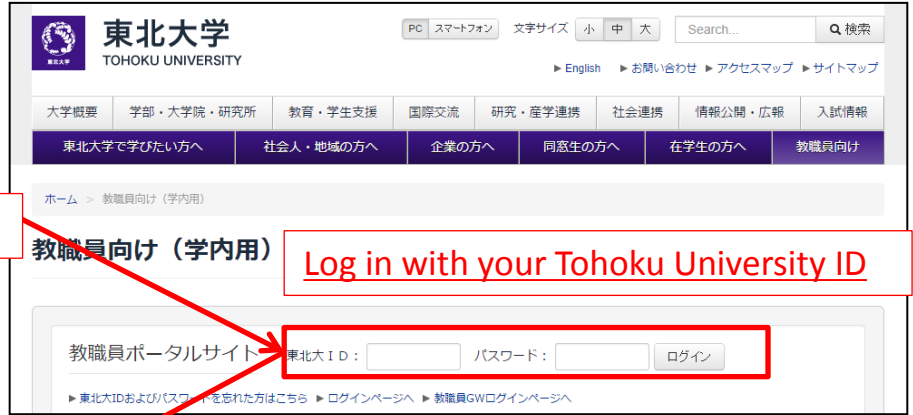 東北大学
TOHOKU UNIVERSITY
東北大学
PC スマートフォン 文字サイズ 小 中 大 Search... 検索
▶ English ▶ お問い合わせ ▶ アクセスマップ ▶ サイトマップ
大学概要 学部・大学院・研究所 教育・学生支援 国際交流 研究・産学連携 社会連携 情報公開・広報 入試情報
東北大学で学びたい方へ 社会人・地域の方へ 企業の方へ 同窓生の方へ 在学生の方へ 教職員向け
ホーム > 教職員向け（学内用）
教職員向け（学内用）
Log in with your Tohoku University ID
教職員ポータルサイト 東北大ＩＤ： パスワード： ログイン
▶ 東北大IDおよびパスワードを忘れた方はこちら ▶ ログインページへ ▶ 教職員GWログインページへ